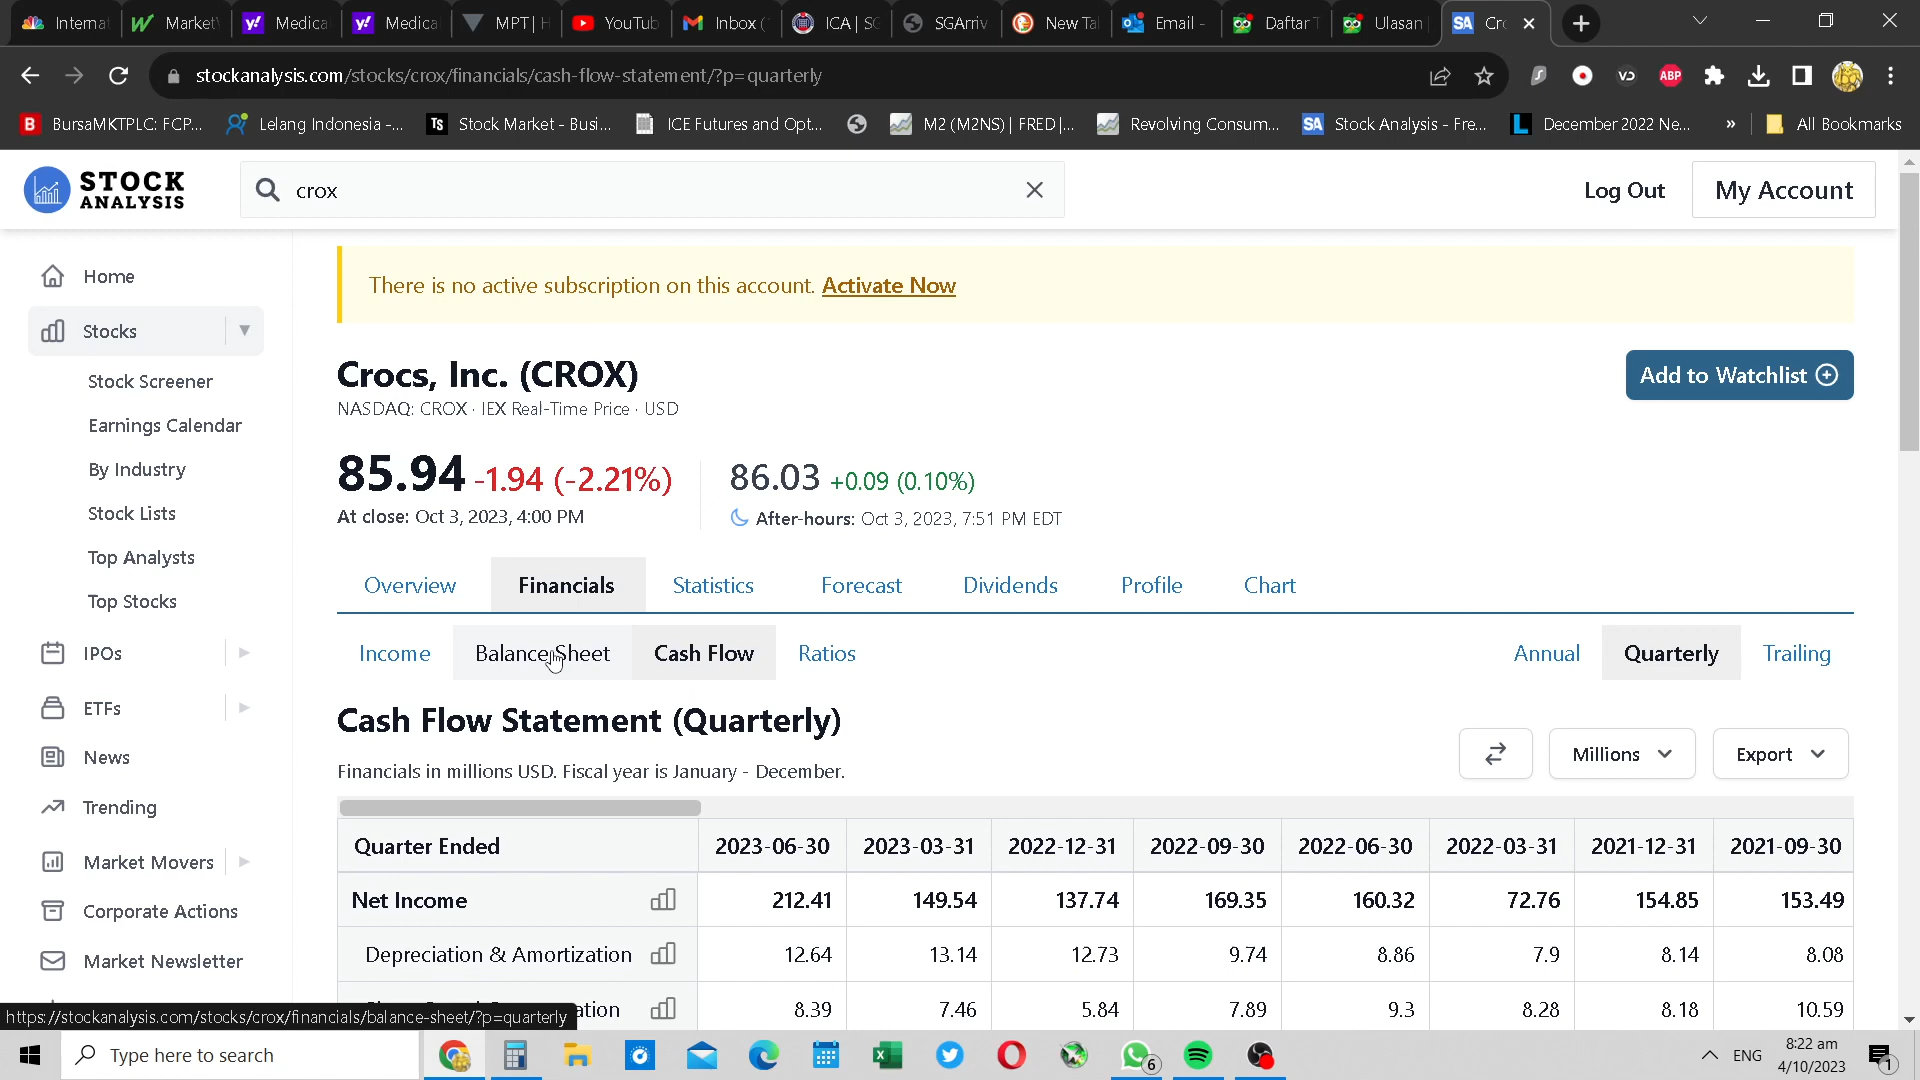 Interna
Market
Medica
Medica
MPT | H
YouTub
Inbox (
ICA | SG
SGArriv
New Ta
Email -
Daftar T
Ulasan
Cro
stockanalysis.com/stocks/crox/financials/cash-flow-statement/?p=quarterly
BursaMKTPLC: FCP... Lelang Indonesia -... Stock Market - Busi... ICE Futures and Opt... M2 (M2NS) | FRED |... Revolving Consum... Stock Analysis - Fre... December 2022 Ne... » All Bookmarks
STOCK
ANALYSIS
crox
Log Out
My Account
Home
Stocks
Stock Screener
Earnings Calendar
By Industry
Stock Lists
Top Analysts
Top Stocks
IPOs
ETFs
News
Trending
Market Movers
Corporate Actions
Market Newsletter
There is no active subscription on this account. Activate Now
Crocs, Inc. (CROX)
NASDAQ: CROX · IEX Real-Time Price · USD
Add to Watchlist
85.94 -1.94 (-2.21%)
At close: Oct 3, 2023, 4:00 PM
86.03 +0.09 (0.10%)
After-hours: Oct 3, 2023, 7:51 PM EDT
Overview Financials Statistics Forecast Dividends Profile Chart
Income Balance Sheet Cash Flow Ratios Annual Quarterly Trailing
Cash Flow Statement (Quarterly)
Financials in millions USD. Fiscal year is January - December.
Millions Export
Quarter Ended 2023-06-30 2023-03-31 2022-12-31 2022-09-30 2022-06-30 2022-03-31 2021-12-31 2021-09-30
Net Income 212.41 149.54 137.74 169.35 160.32 72.76 154.85 153.49
Depreciation & Amortization 12.64 13.14 12.73 9.74 8.86 7.9 8.14 8.08
8.39 7.46 5.84 7.89 9.3 8.28 8.18 10.59
https://stockanalysis.com/stocks/crox/financials/balance-sheet/?p=quarterly
Type here to search
6
ENG
8:22 am
4/10/2023
1